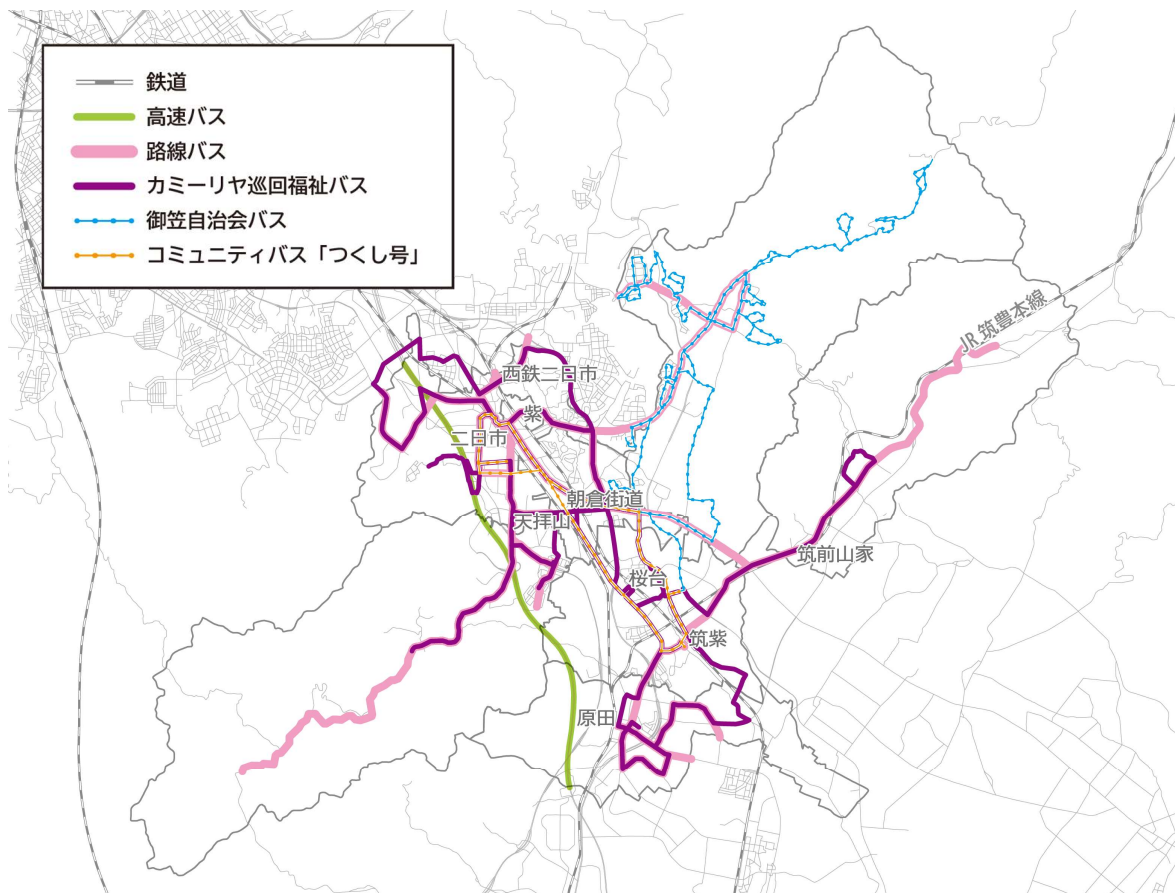 鉄道
高速バス
路線バス
カミーリヤ巡回福祉バス
御笠自治会バス
コミュニティバス「つくし号」
JR 筑豊本線
西鉄二日市
紫
二日市
朝倉街道
天拝山
筑前山家
桜台
筑紫
原田